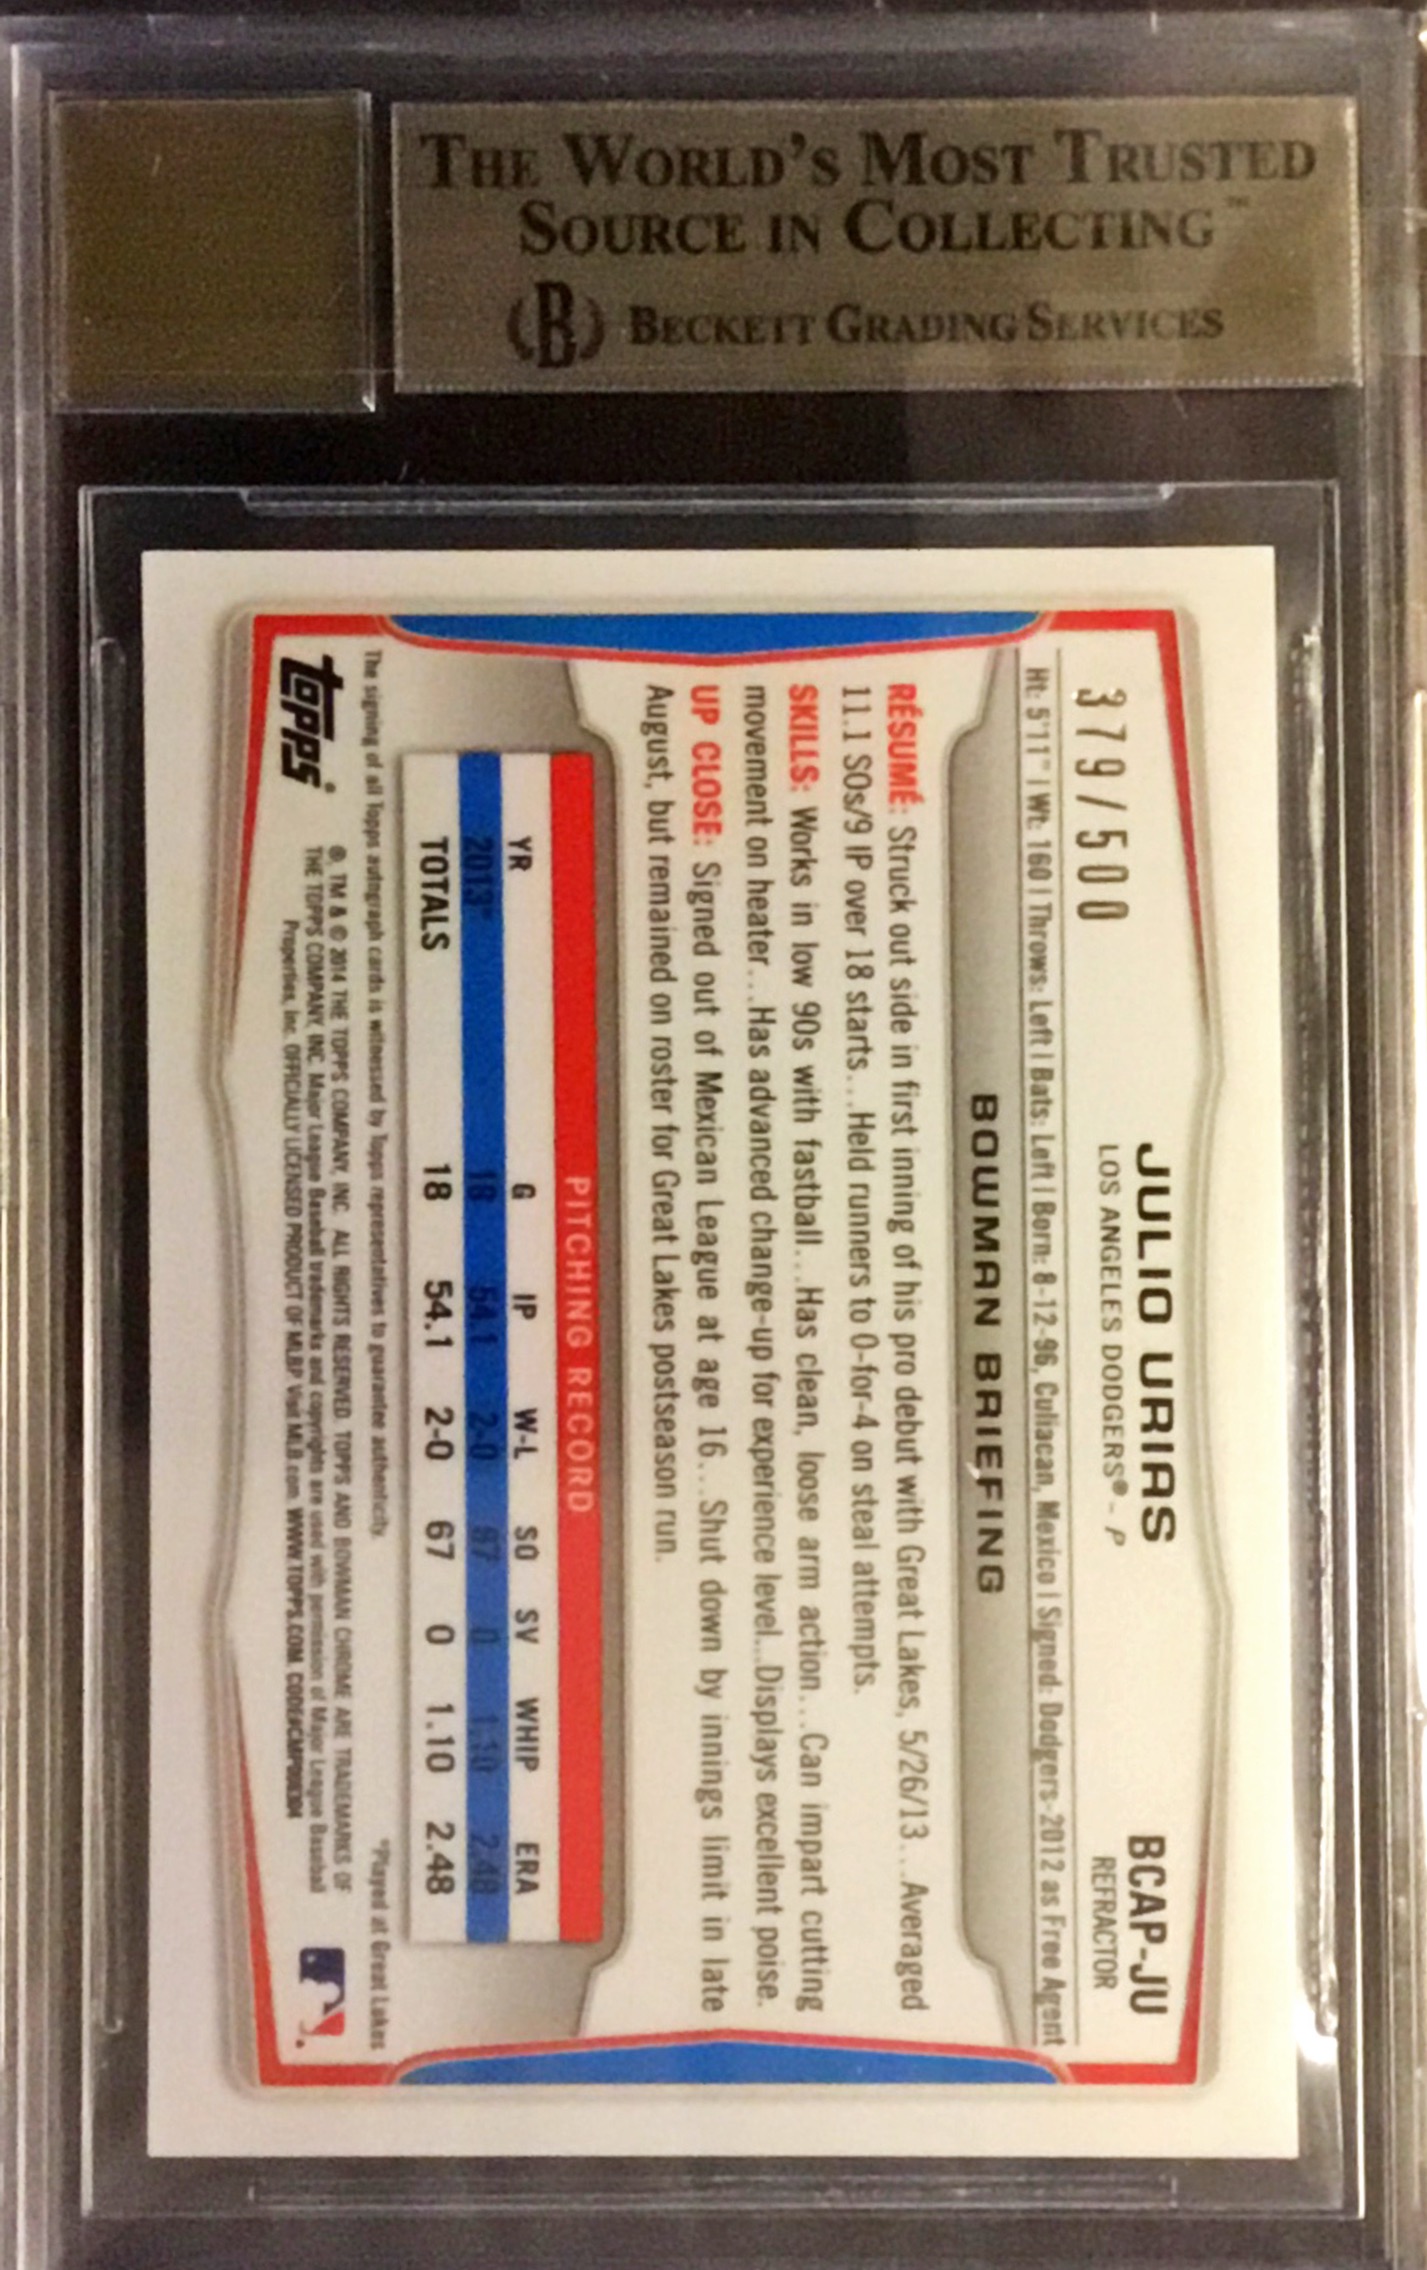 THE WORLD'S MOST TRUSTED
SOURCE IN COLLECTING™
B BECKETT GRADING SERVICES
379/500
JULIO URIAS
LOS ANGELES DODGERS® - P
BCAP-JU
REFRACTOR
Ht: 5'11" | Wt: 160 | Throws: Left | Bats: Left | Born: 8-12-96, Culiacan, Mexico | Signed: Dodgers-2012 as Free Agent
BOWMAN BRIEFING
RÉSUMÉ: Struck out side in first inning of his pro debut with Great Lakes, 5/26/13...Averaged
11.1 SOs/9 IP over 18 starts...Held runners to 0-for-4 on steal attempts.
SKILLS: Works in low 90s with fastball...Has clean, loose arm action...Can impart cutting
movement on heater...Has advanced change-up for experience level...Displays excellent poise.
UP CLOSE: Signed out of Mexican League at age 16...Shut down by innings limit in late
August, but remained on roster for Great Lakes postseason run.
PITCHING RECORD
YR G IP W-L SO SV WHIP ERA
2013* 18 54.1 2-0 67 0 1.10 2.48
TOTALS 18 54.1 2-0 67 0 1.10 2.48
*Played at Great Lakes
The signing of all Topps autograph cards is witnessed by Topps representatives to guarantee authenticity.
topps®
®, TM & © 2014 THE TOPPS COMPANY, INC. ALL RIGHTS RESERVED. TOPPS AND BOWMAN CHROME ARE TRADEMARKS OF
THE TOPPS COMPANY, INC. Major League Baseball trademarks and copyrights are used with permission of Major League Baseball
Properties, Inc. OFFICIALLY LICENSED PRODUCT OF MLBP Visit MLB.com WWW.TOPPS.COM